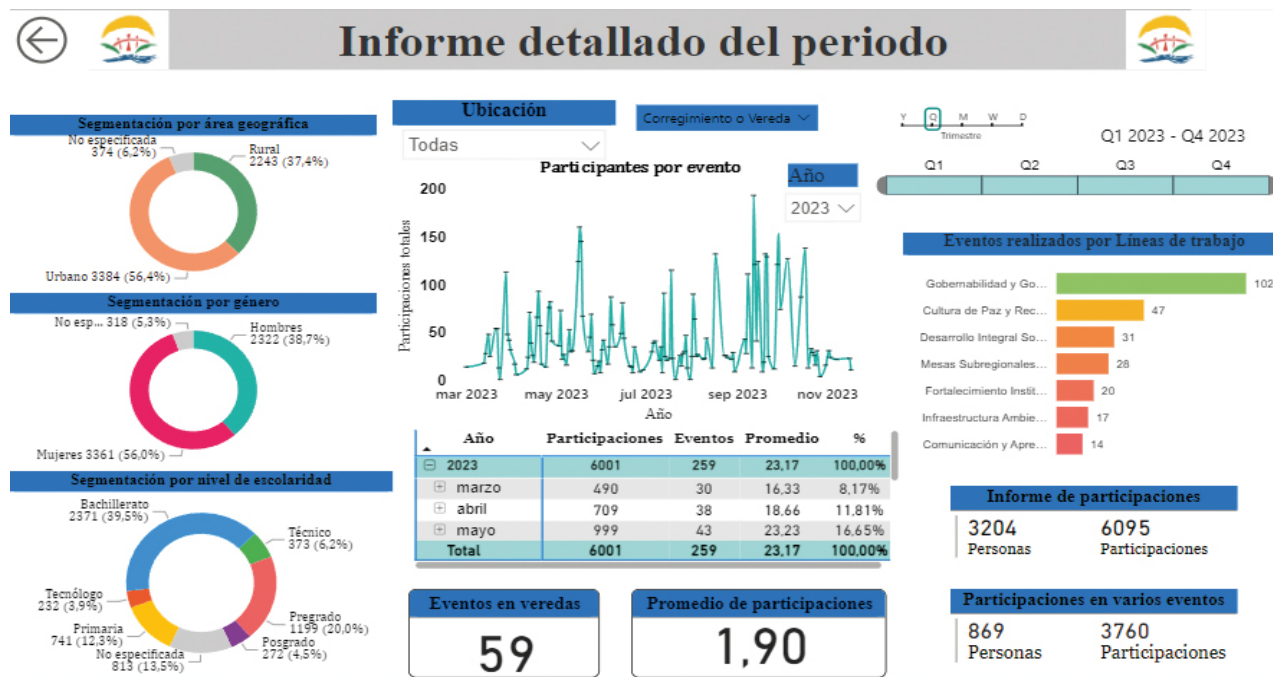 Informe detallado del periodo
Segmentación por área geográfica
No especificada
374 (6,2%)
Rural
2243 (37,4%)
Urbano 3384 (56,4%)
Segmentación por género
No esp... 318 (5,3%)
Hombres
2322 (38,7%)
Mujeres 3361 (56,0%)
Segmentación por nivel de escolaridad
Bachillerato
2371 (39,5%)
Técnico
373 (6,2%)
Tecnólogo
232 (3,9%)
Primaria
741 (12,3%)
No especificada
813 (13,5%)
Pregrado
1199 (20,0%)
Posgrado
272 (4,5%)
Ubicación
Todas
Corregimiento o Vereda
Participantes por evento
Año
2023
Participaciones totales
200
150
100
50
0
mar 2023 may 2023 jul 2023 sep 2023 nov 2023
Año
Año Participaciones Eventos Promedio %
2023 6001 259 23,17 100,00%
marzo 490 30 16,33 8,17%
abril 709 38 18,66 11,81%
mayo 999 43 23,23 16,65%
Total 6001 259 23,17 100,00%
Eventos en veredas
59
Promedio de participaciones
1,90
Y Q M W D
Trimestre
Q1 2023 - Q4 2023
Q1 Q2 Q3 Q4
Eventos realizados por Líneas de trabajo
Gobernabilidad y Go... 102
Cultura de Paz y Rec... 47
Desarrollo Integral So... 31
Mesas Subregionales... 28
Fortalecimiento Instit... 20
Infraestructura Ambie... 17
Comunicación y Apre... 14
Informe de participaciones
3204 6095
Personas Participaciones
Participaciones en varios eventos
869 3760
Personas Participaciones